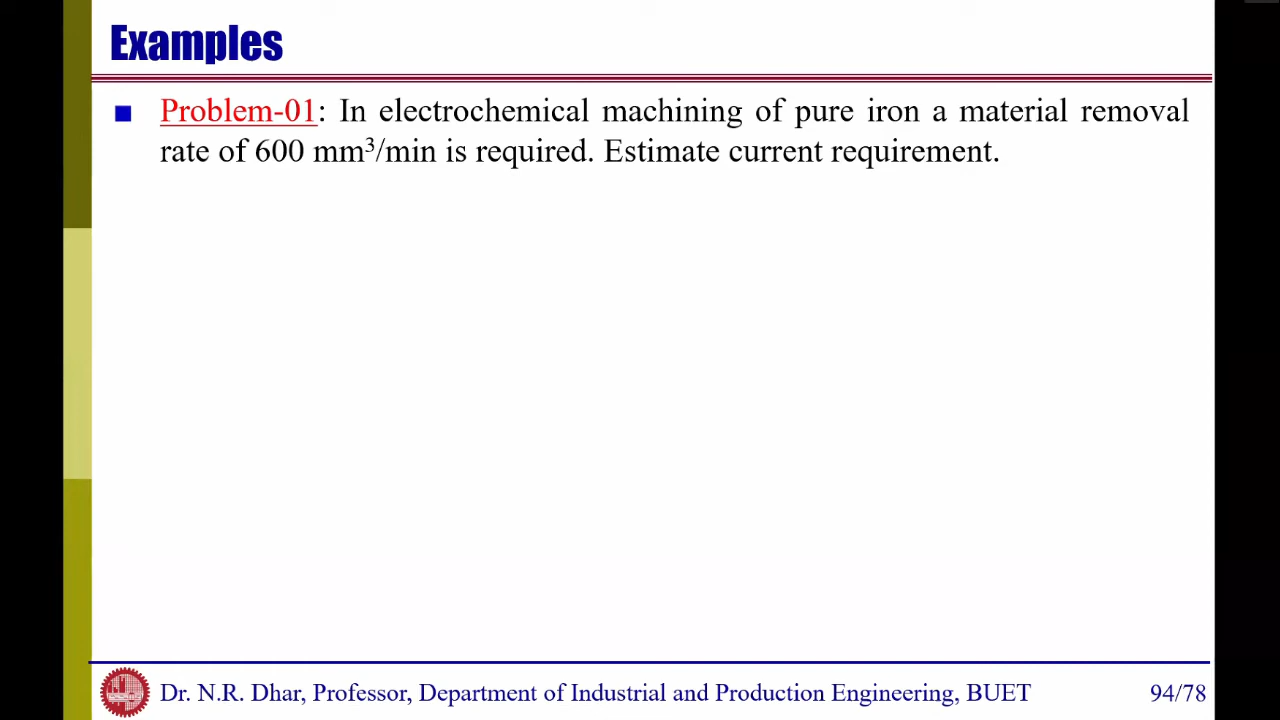 Examples
■ Problem-01: In electrochemical machining of pure iron a material removal
rate of 600 mm³/min is required. Estimate current requirement.
Dr. N.R. Dhar, Professor, Department of Industrial and Production Engineering, BUET 94/78